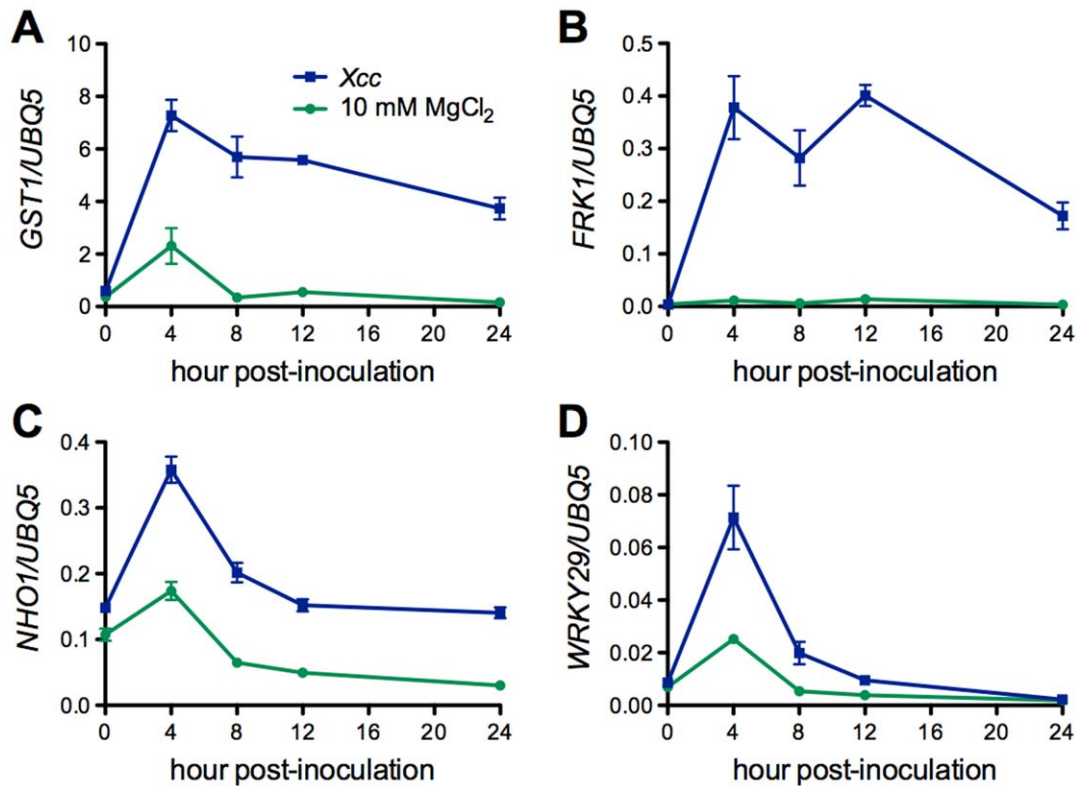 A
GST1/UBQ5
10
8
6
4
2
0
Xcc
10 mM MgCl2
0 4 8 12 16 20 24
hour post-inoculation
B
FRK1/UBQ5
0.5
0.4
0.3
0.2
0.1
0.0
0 4 8 12 16 20 24
hour post-inoculation
C
NHO1/UBQ5
0.4
0.3
0.2
0.1
0.0
0 4 8 12 16 20 24
hour post-inoculation
D
WRKY29/UBQ5
0.10
0.08
0.06
0.04
0.02
0.00
0 4 8 12 16 20 24
hour post-inoculation